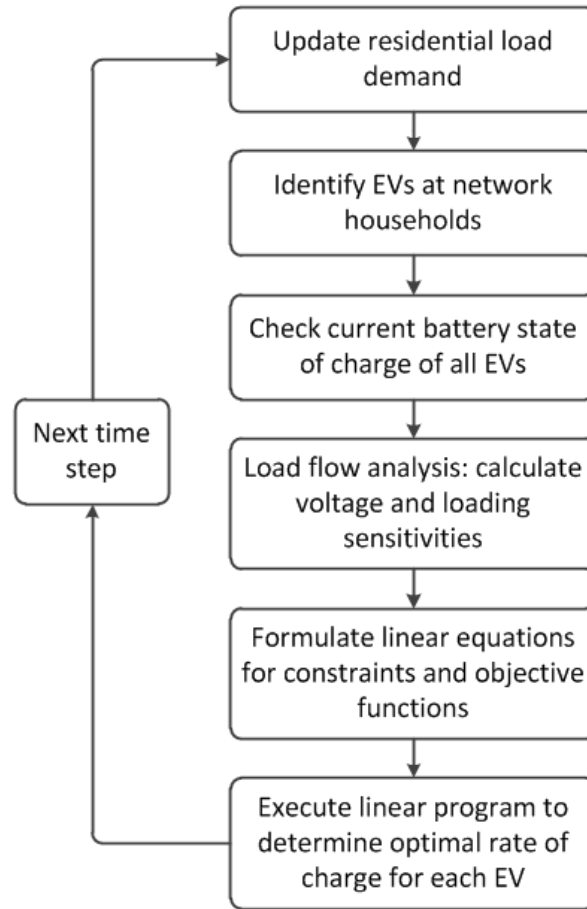 Update residential load
demand
Identify EVs at network
households
Check current battery state
of charge of all EVs
Next time
step
Load flow analysis: calculate
voltage and loading
sensitivities
Formulate linear equations
for constraints and objective
functions
Execute linear program to
determine optimal rate of
charge for each EV